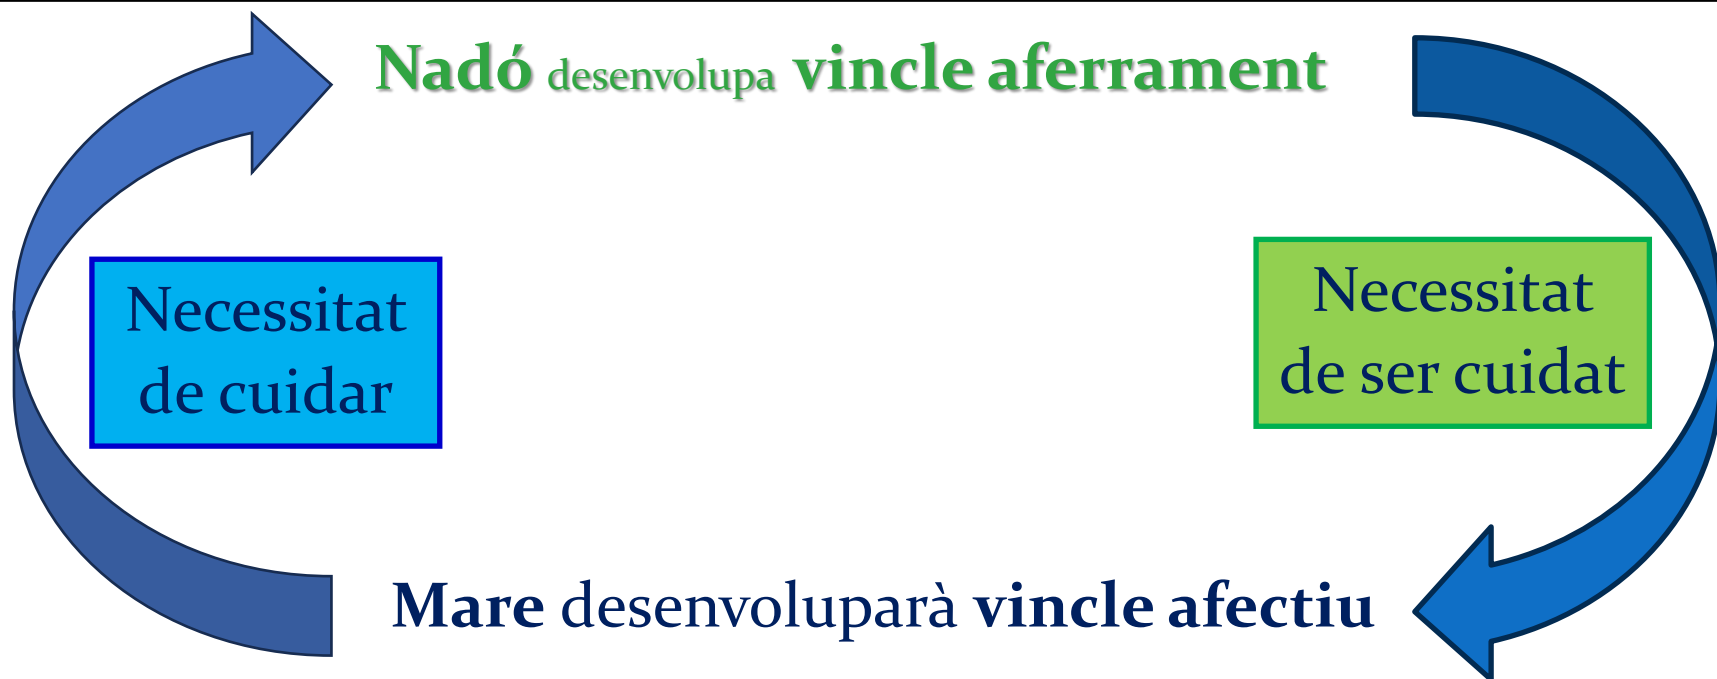 Nadó desenvolupa vincle aferrament
Necessitat
de cuidar
Necessitat
de ser cuidat
Mare desenvoluparà vincle afectiu